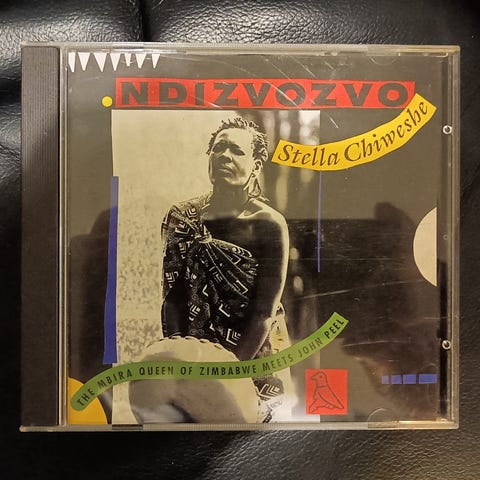 NDIZVOZVO
Stella Chiweshe
THE MBIRA QUEEN OF ZIMBABWE MEETS JOHN PEEL